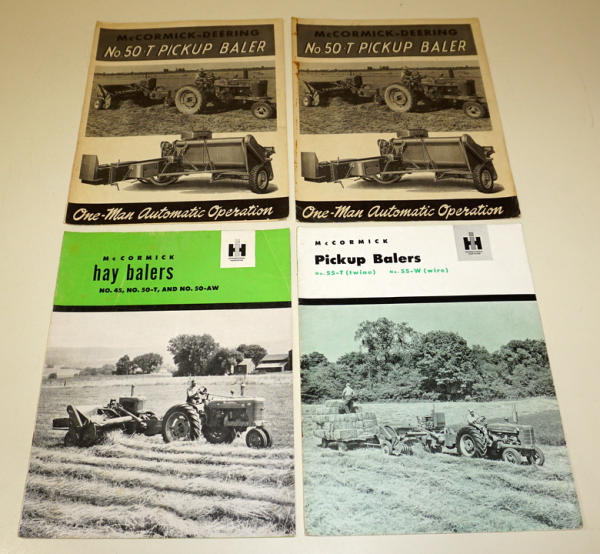 McCORMICK-DEERING
No. 50-T PICKUP BALER
One-Man Automatic Operation
McCORMICK-DEERING
No. 50-T PICKUP BALER
One-Man Automatic Operation
McCORMICK
hay balers
NO. 45, NO. 50-T, AND NO. 50-AW
IH
McCORMICK
Pickup Balers
No. 55-T (twine) No. 55-W (wire)
IH